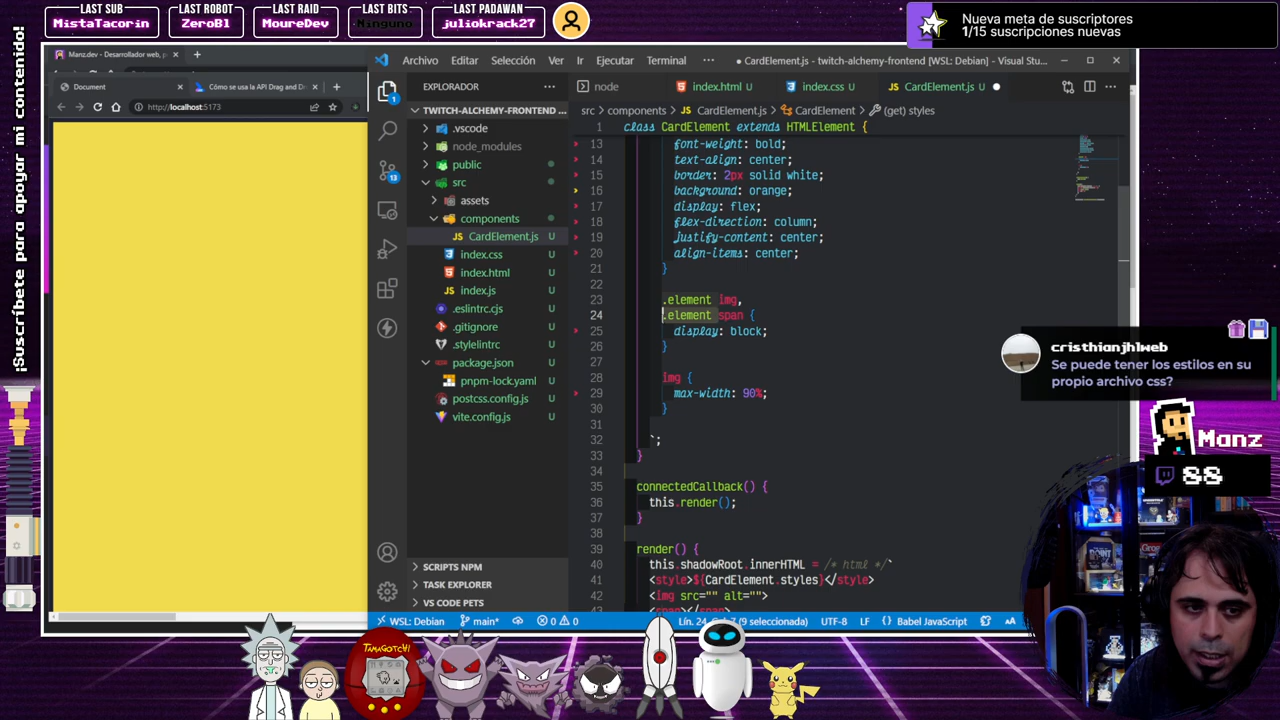 LAST SUB
MistaTacorin
LAST ROBOT
ZeroBl
LAST RAID
MoureDev
LAST BITS
Ninguno
LAST PADAWAN
juliokrack27
Nueva meta de suscriptores
1/15 suscripciones nuevas
¡Suscríbete para apoyar mi contenido!
Manz.dev - Desarrollador web, p
Document
Cómo se usa la API Drag and Dr
http://localhost:5173
Archivo Editar Selección Ver Ir Ejecutar Terminal ···
CardElement.js - twitch-alchemy-frontend [WSL: Debian] - Visual Stu...
EXPLORADOR
TWITCH-ALCHEMY-FRONTEND ...
.vscode
node_modules
public
src
assets
components
CardElement.js U
index.css U
index.html U
index.js U
.eslintrc.cjs U
.gitignore U
.stylelintrc U
package.json U
pnpm-lock.yaml U
postcss.config.js U
vite.config.js U
SCRIPTS NPM
TASK EXPLORER
VS CODE PETS
1
13
node
index.html U
index.css U
CardElement.js U
src > components > CardElement.js > CardElement > (get) styles
1 class CardElement extends HTMLElement {
13 font-weight: bold;
14 text-align: center;
15 border: 2px solid white;
16 background: orange;
17 display: flex;
18 flex-direction: column;
19 justify-content: center;
20 align-items: center;
21 }
22
23 .element img,
24 .element span {
25 display: block;
26 }
27
28 img {
29 max-width: 90%;
30 }
31
32 `;
33 }
34
35 connectedCallback() {
36 this.render();
37 }
38
39 render() {
40 this.shadowRoot.innerHTML = /* html */`
41 <style>${CardElement.styles}</style>
42 <img src="" alt="">
43 <span></span>
WSL: Debian main* 0 0
(9 seleccionada) UTF-8 LF Babel JavaScript
cristhianjhlweb
Se puede tener los estilos en su
propio archivo css?
Manz
88
TAMAGOTCHI